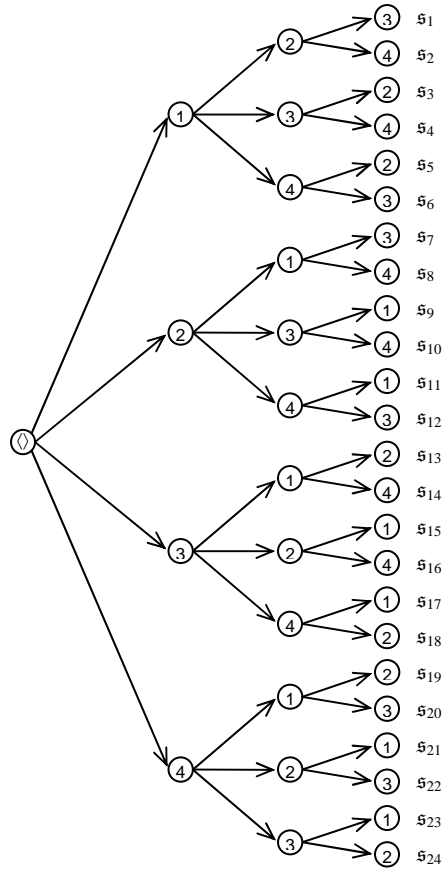 3 𝔰1
2
4 𝔰2
2 𝔰3
1 3
4 𝔰4
2 𝔰5
4
3 𝔰6
3 𝔰7
1
4 𝔰8
1 𝔰9
2 3
4 𝔰10
1 𝔰11
4
3 𝔰12
⟨⟩
2 𝔰13
1
4 𝔰14
1 𝔰15
3 2
4 𝔰16
1 𝔰17
4
2 𝔰18
2 𝔰19
1
3 𝔰20
1 𝔰21
4 2
3 𝔰22
1 𝔰23
3
2 𝔰24